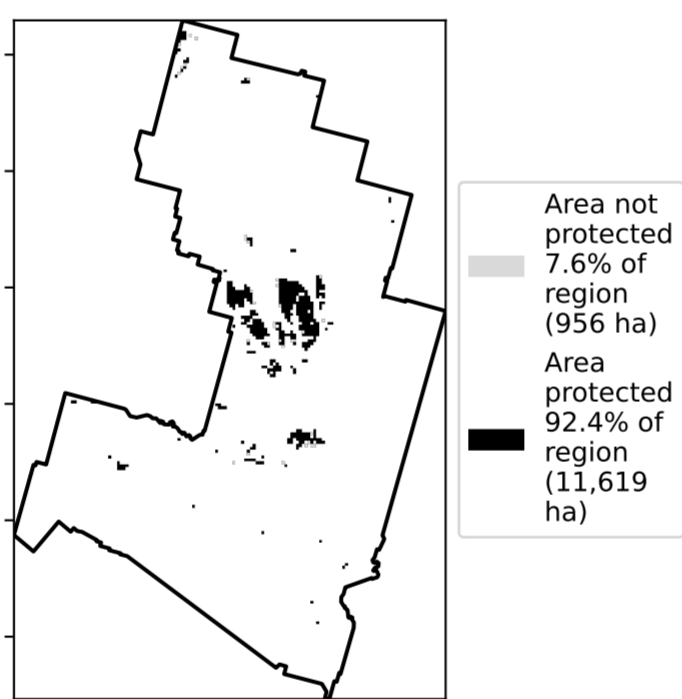 Area not
protected
7.6% of
region
(956 ha)
Area
protected
92.4% of
region
(11,619
ha)